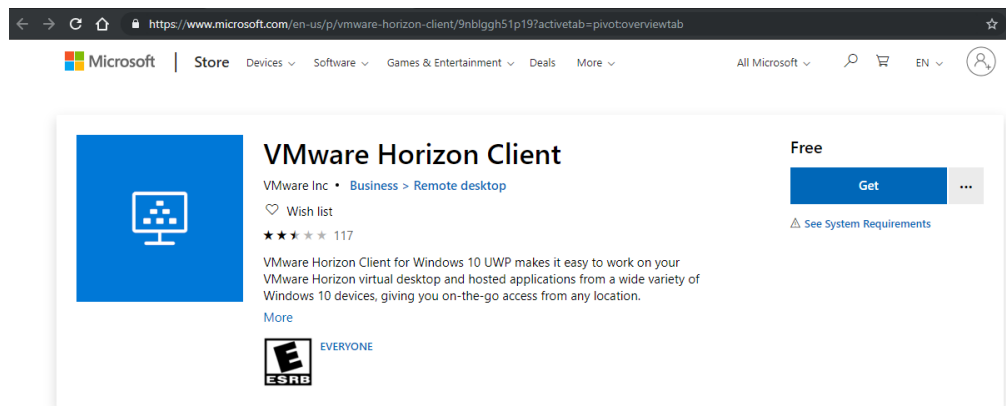 https://www.microsoft.com/en-us/p/vmware-horizon-client/9nblggh51p19?activetab=pivot:overviewtab
Microsoft | Store Devices Software Games & Entertainment Deals More All Microsoft EN
VMware Horizon Client
VMware Inc • Business > Remote desktop
Wish list
117
VMware Horizon Client for Windows 10 UWP makes it easy to work on your
VMware Horizon virtual desktop and hosted applications from a wide variety of
Windows 10 devices, giving you on-the-go access from any location.
More
E
ESRB
EVERYONE
Free
Get
...
See System Requirements